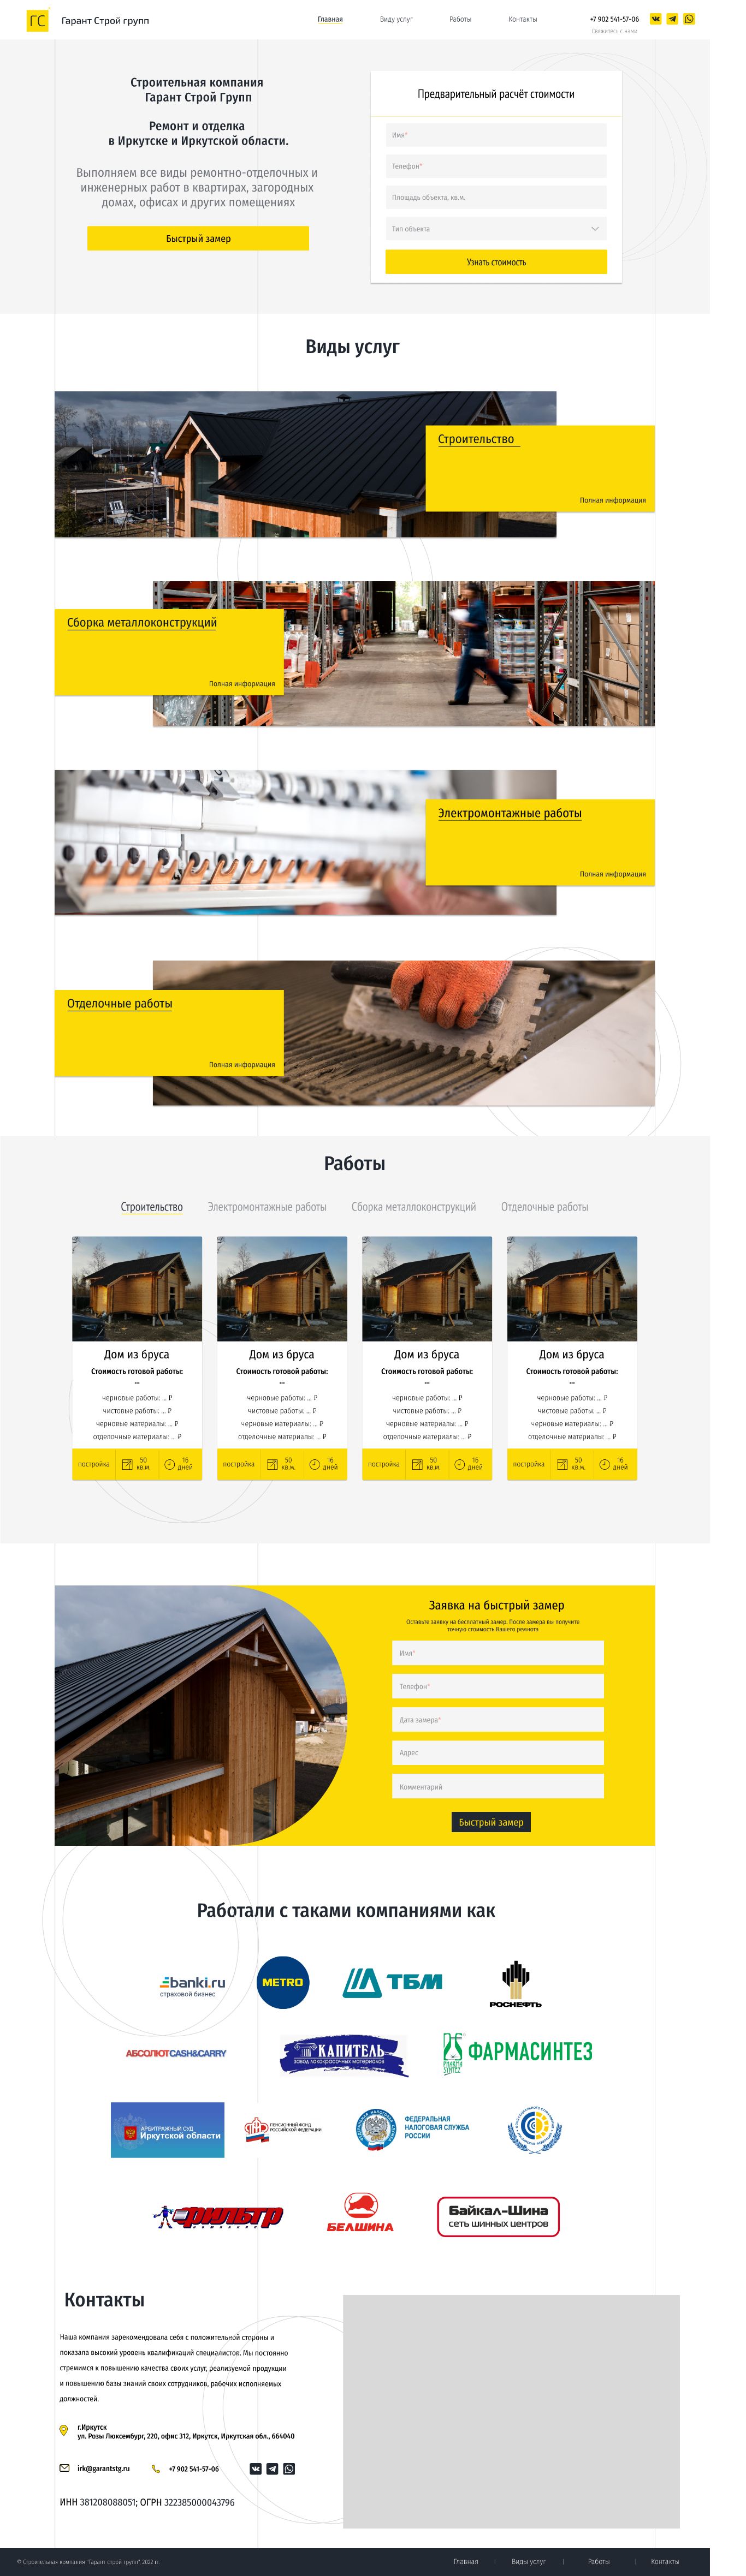 ГС
Гарант Строй групп
Главная
Виду услуг
Работы
Контакты
+7 902 541-57-06
Свяжитесь с нами
Строительная компания
Гарант Строй Групп
Ремонт и отделка
в Иркутске и Иркутской области.
Выполняем все виды ремонтно-отделочных и
инженерных работ в квартирах, загородных
домах, офисах и других помещениях
Быстрый замер
Предварительный расчёт стоимости
Имя*
Телефон*
Площадь объекта, кв.м.
Тип объекта
Узнать стоимость
Виды услуг
Строительство
Полная информация
Сборка металлоконструкций
Полная информация
Электромонтажные работы
Полная информация
Отделочные работы
Полная информация
Работы
Строительство
Электромонтажные работы
Сборка металлоконструкций
Отделочные работы
Дом из бруса
Стоимость готовой работы:
...
черновые работы: ... ₽
чистовые работы: ... ₽
черновые материалы: ... ₽
отделочные материалы: ... ₽
постройка
50
кв.м.
16
дней
Дом из бруса
Стоимость готовой работы:
...
черновые работы: ... ₽
чистовые работы: ... ₽
черновые материалы: ... ₽
отделочные материалы: ... ₽
постройка
50
кв.м.
16
дней
Дом из бруса
Стоимость готовой работы:
...
черновые работы: ... ₽
чистовые работы: ... ₽
черновые материалы: ... ₽
отделочные материалы: ... ₽
постройка
50
кв.м.
16
дней
Дом из бруса
Стоимость готовой работы:
...
черновые работы: ... ₽
чистовые работы: ... ₽
черновые материалы: ... ₽
отделочные материалы: ... ₽
постройка
50
кв.м.
16
дней
Заявка на быстрый замер
Оставьте заявку на бесплатный замер. После замера вы получите
точную стоимость Вашего ремнота
Имя*
Телефон*
Дата замера*
Адрес
Комментарий
Быстрый замер
Работали с таками компаниями как
banki.ru
страховой бизнес
METRO
ТБМ
РОСНЕФТЬ
АБСОЛЮТ CASH&CARRY
КАПИТЕЛЬ
завод лакокрасочных материалов
PHARMA
SYNTEZ
ФАРМАСИНТЕЗ
АРБИТРАЖНЫЙ СУД
Иркутской области
ПЕНСИОННЫЙ ФОНД
РОССИЙСКОЙ ФЕДЕРАЦИИ
ФЕДЕРАЛЬНАЯ
НАЛОГОВАЯ СЛУЖБА
РОССИИ
ФИЛЬТР
КОМПАНИЯ
БЕЛШИНА
Байкал-Шина
сеть шинных центров
Контакты
Наша компания зарекомендовала себя с положительной стороны и
показала высокий уровень квалификаций специалистов. Мы постоянно
стремимся к повышению качества своих услуг, реализуемой продукции
и повышению базы знаний своих сотрудников, рабочих исполняемых
должностей.
г.Иркутск
ул. Розы Люксембург, 220, офис 312, Иркутск, Иркутская обл., 664040
irk@garantstg.ru
+7 902 541-57-06
ИНН 381208088051; ОГРН 322385000043796
© Строительная компания "Гарант строй групп", 2022 гг.
Главная
Виды услуг
Работы
Контакты